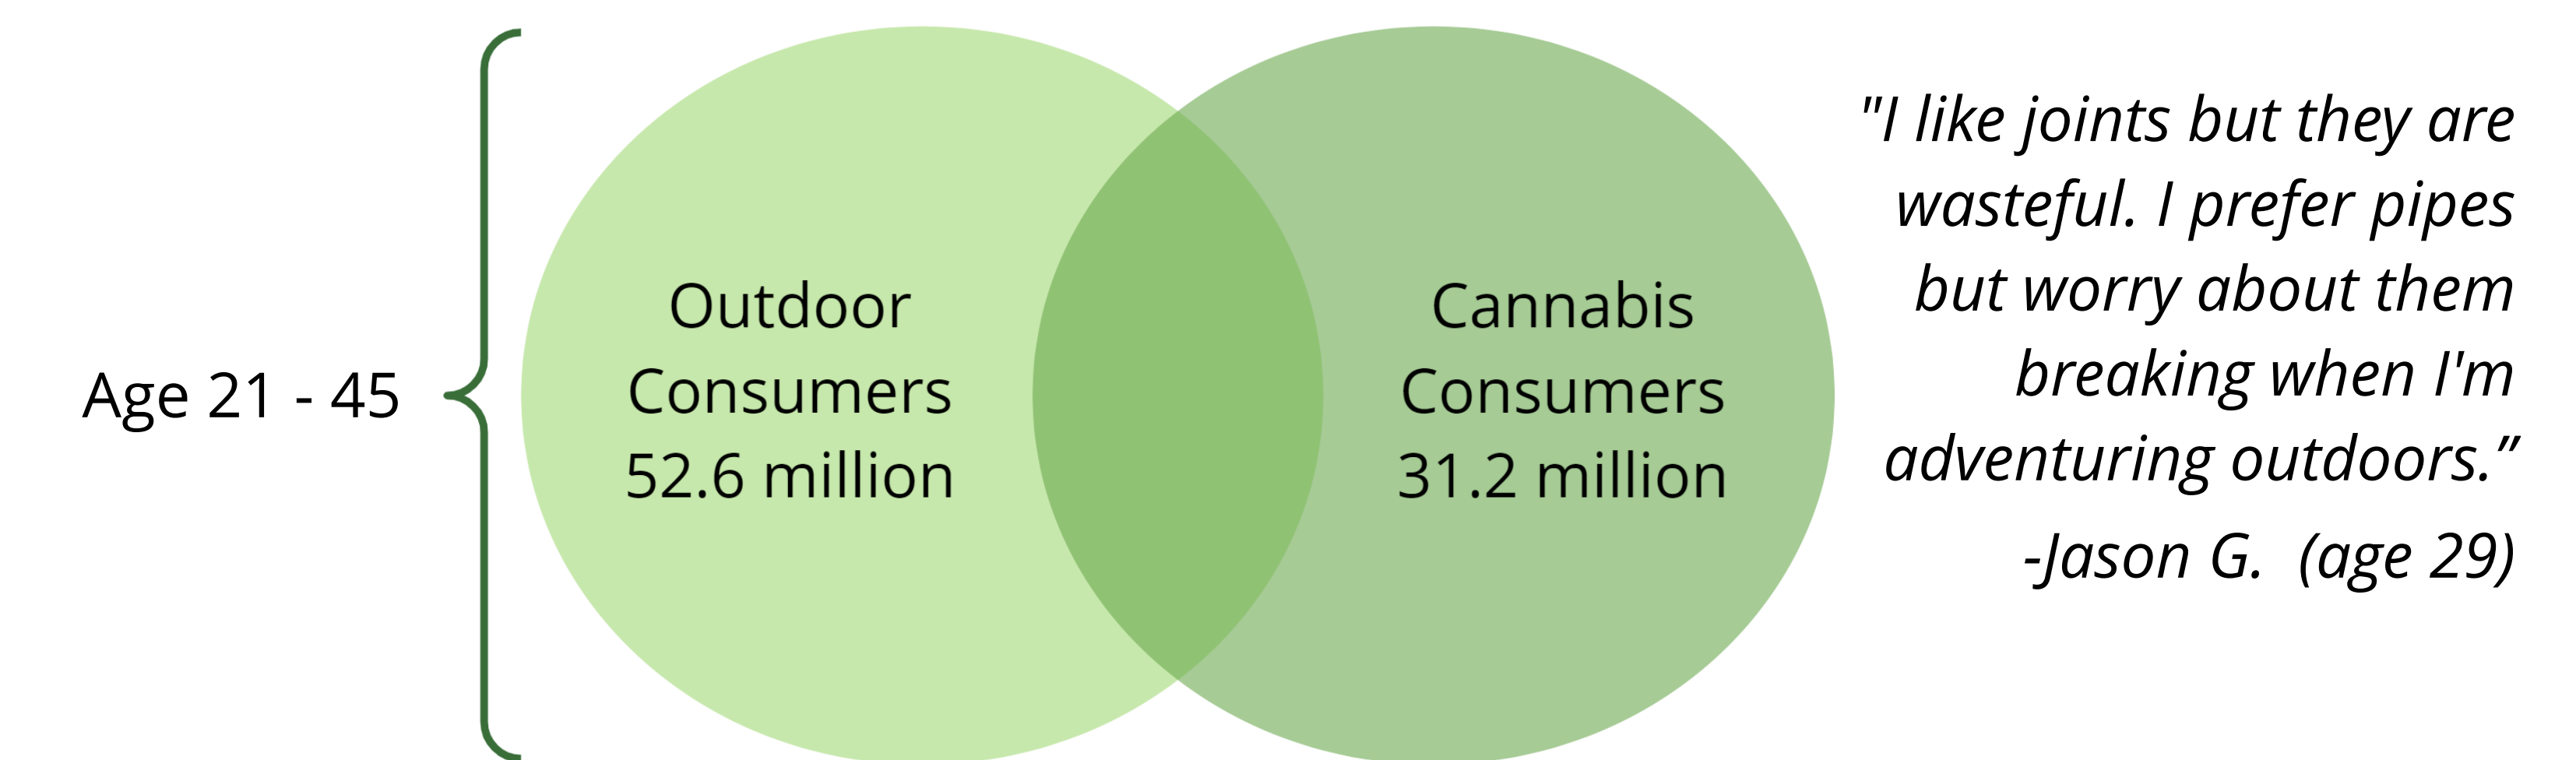 Age 21 - 45
Outdoor
Consumers
52.6 million
Cannabis
Consumers
31.2 million
"I like joints but they are
wasteful. I prefer pipes
but worry about them
breaking when I'm
adventuring outdoors.”
-Jason G.  (age 29)